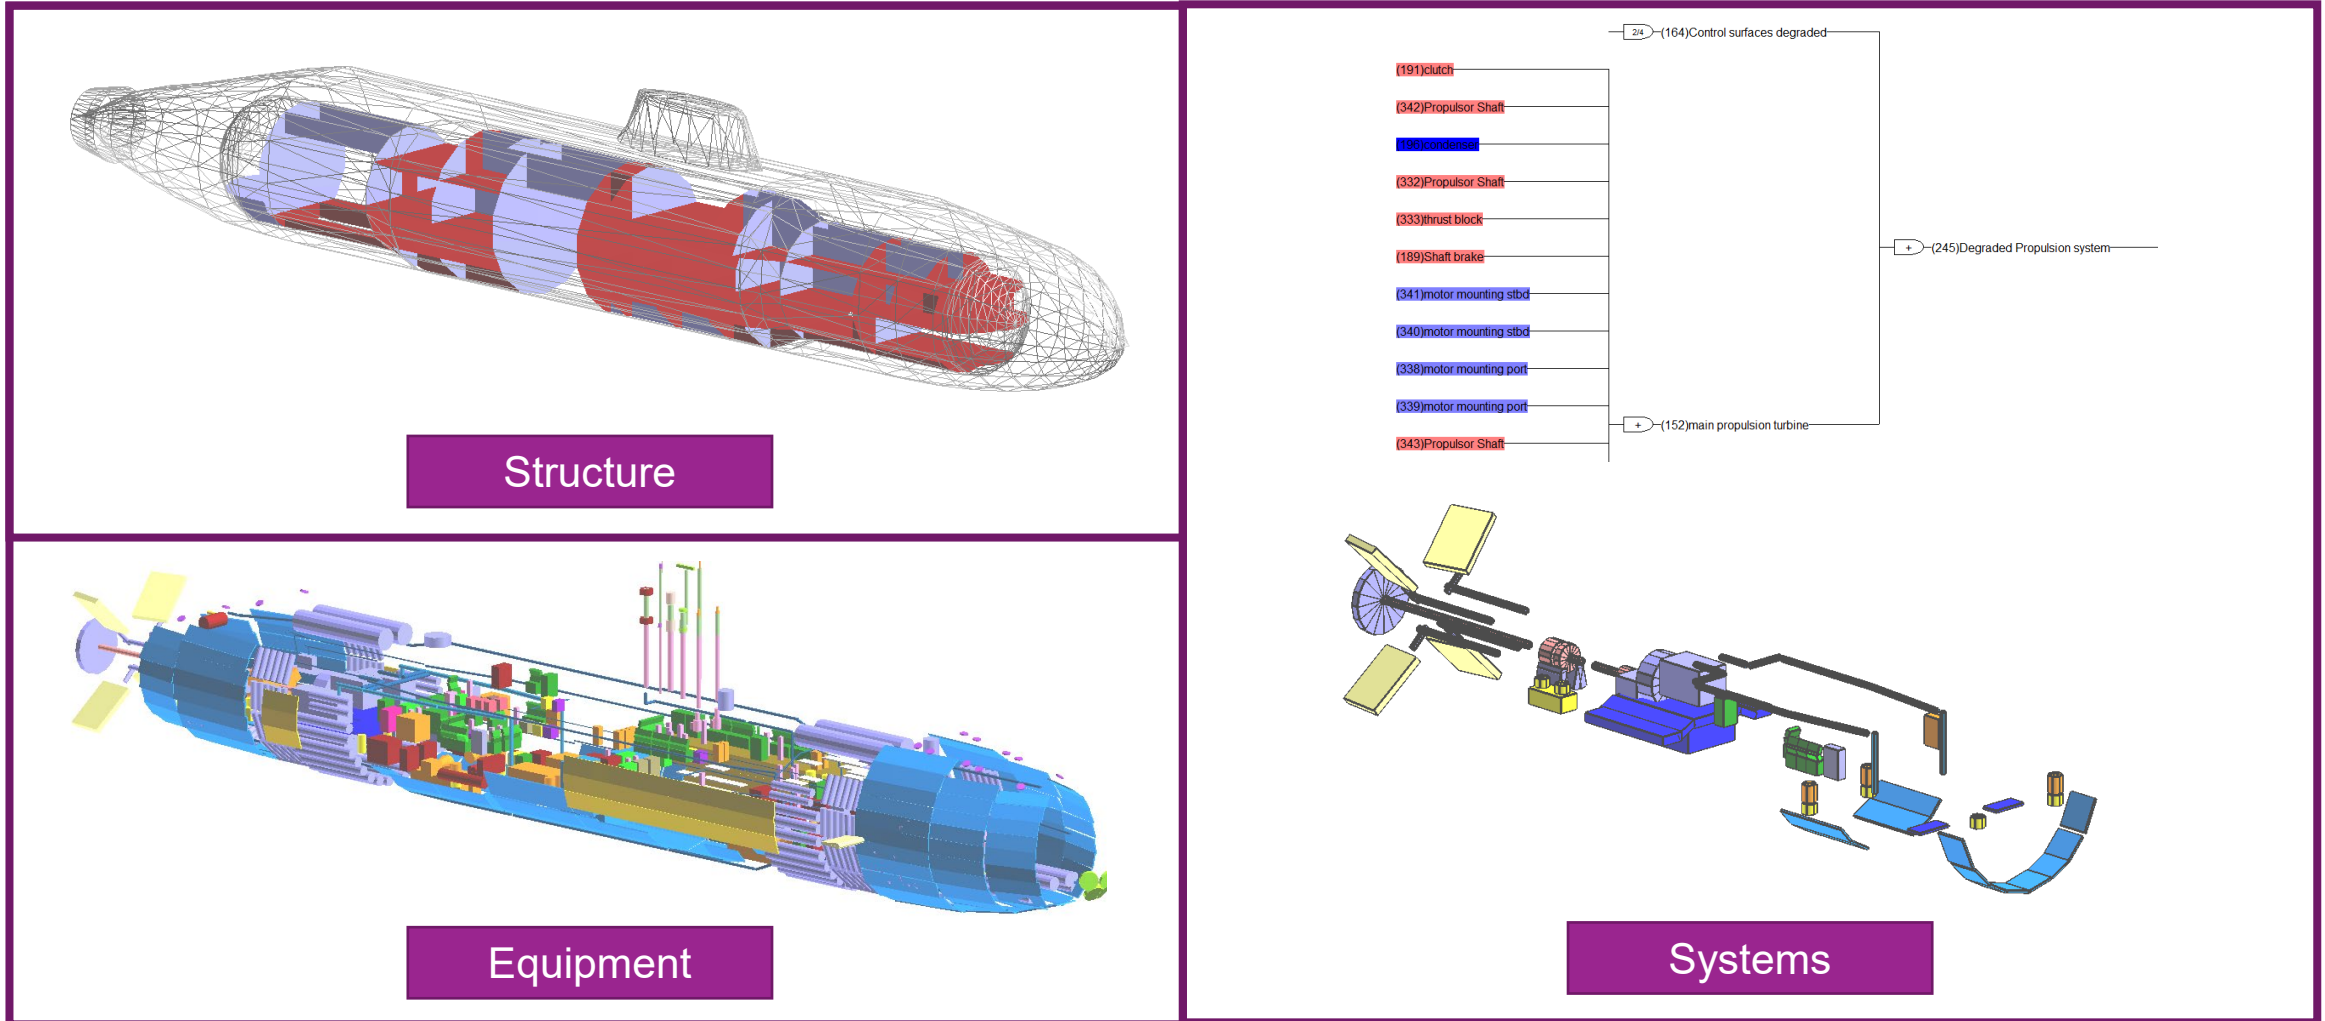 Structure
Equipment
2/4
(164)Control surfaces degraded
(191)clutch
(342)Propulsor Shaft
(196)condenser
(332)Propulsor Shaft
(333)thrust block
(189)Shaft brake
+
(245)Degraded Propulsion system
(341)motor mounting stbd
(340)motor mounting stbd
(338)motor mounting port
(339)motor mounting port
+
(152)main propulsion turbine
(343)Propulsor Shaft
Systems